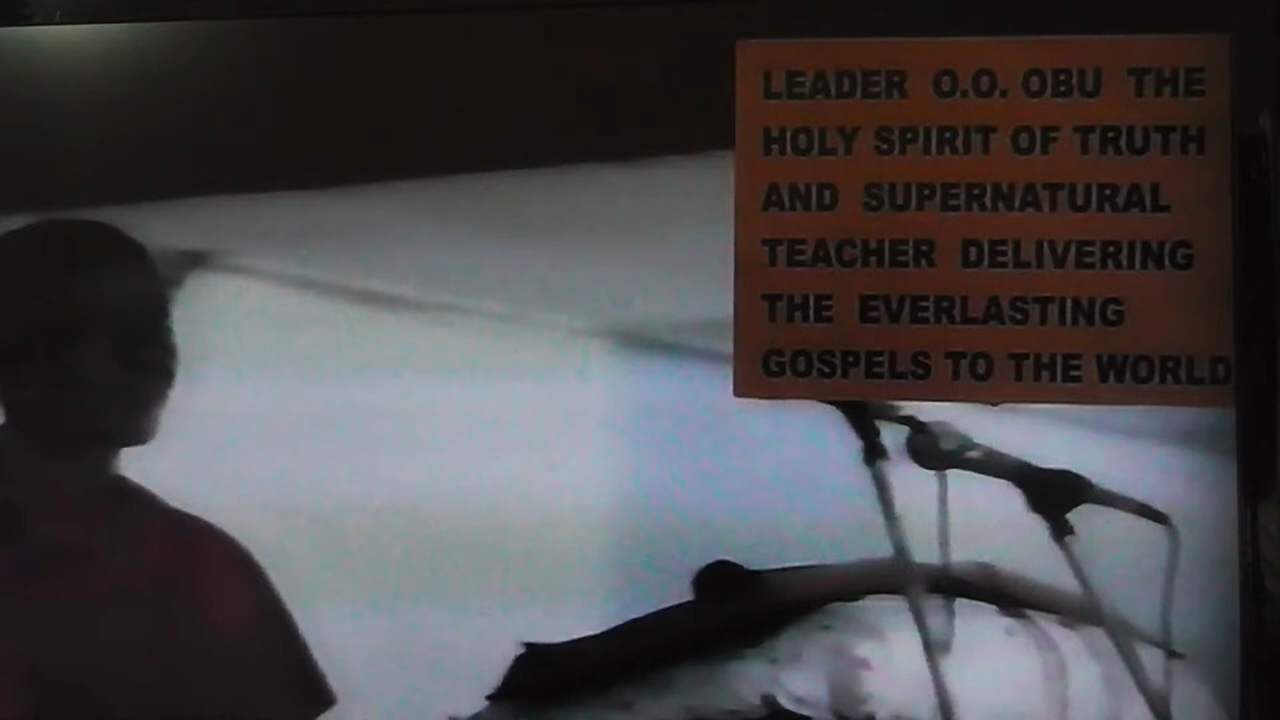 LEADER O.O. OBU THE
HOLY SPIRIT OF TRUTH
AND SUPERNATURAL
TEACHER DELIVERING
THE EVERLASTING
GOSPELS TO THE WORLD